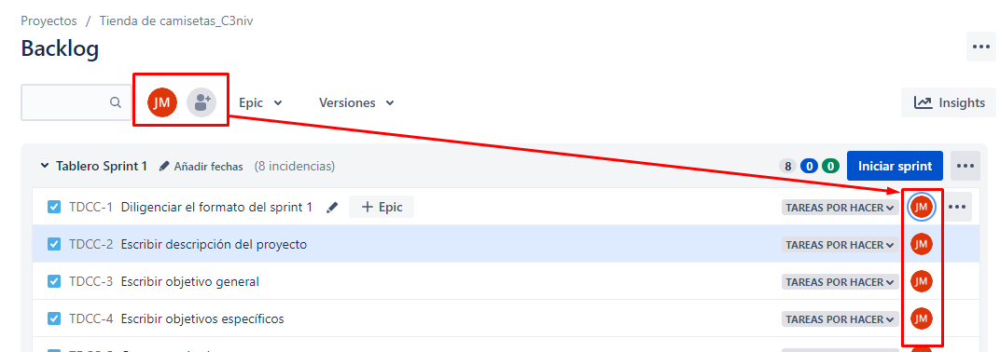 Proyectos / Tienda de camisetas_C3niv
Backlog
JM Epic Versiones Insights
Tablero Sprint 1 Añadir fechas (8 incidencias) 8 0 0 Iniciar sprint
TDCC-1 Diligenciar el formato del sprint 1 + Epic TAREAS POR HACER JM
TDCC-2 Escribir descripción del proyecto TAREAS POR HACER JM
TDCC-3 Escribir objetivo general TAREAS POR HACER JM
TDCC-4 Escribir objetivos específicos TAREAS POR HACER JM